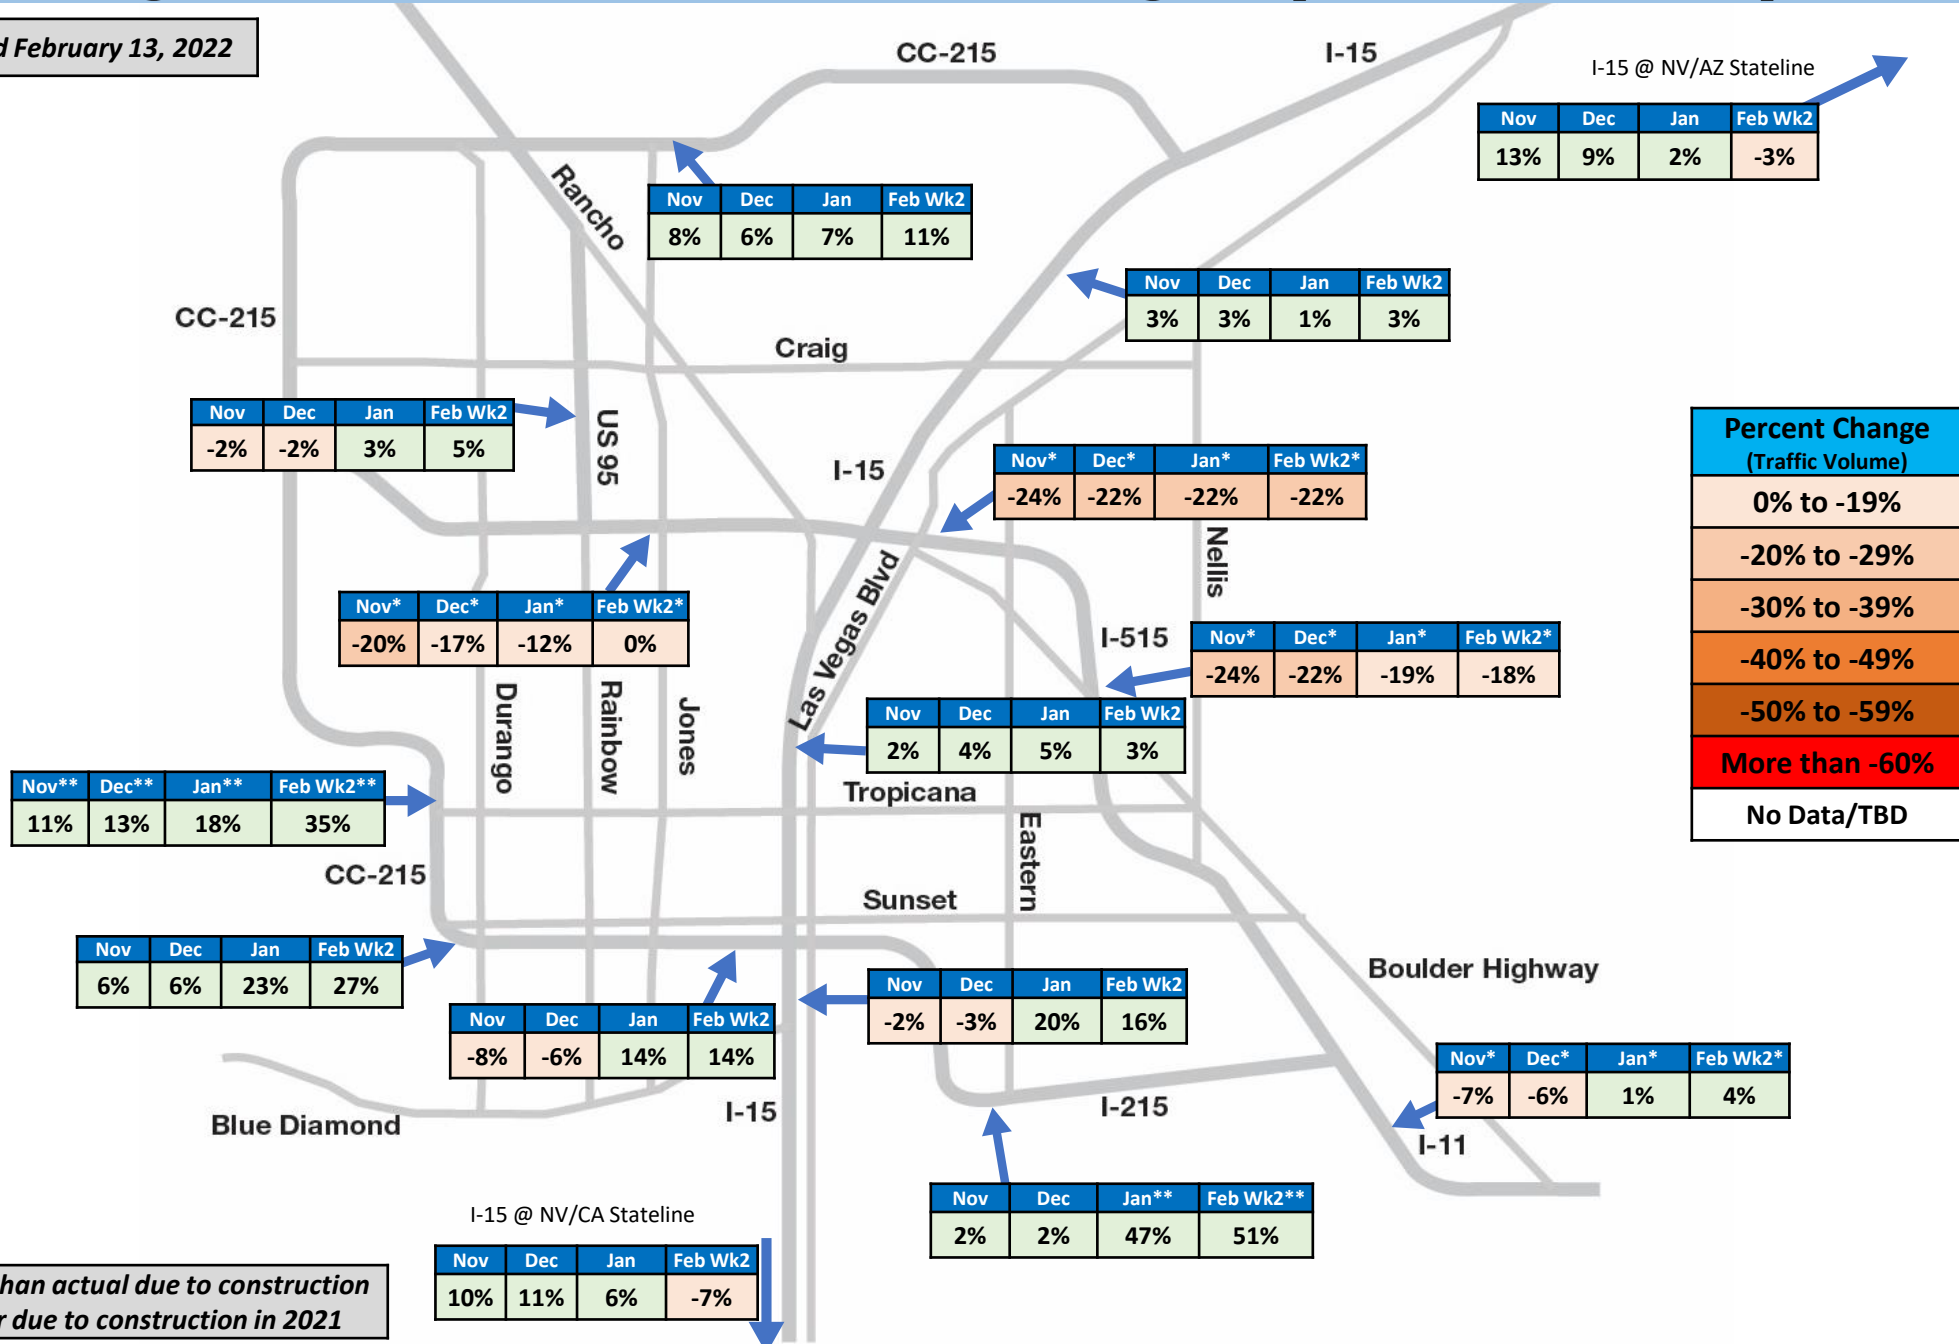 February 13, 2022
CC-215
I-15
I-15 @ NV/AZ Stateline
Nov Dec Jan Feb Wk2
13% 9% 2% -3%
Rancho
Nov Dec Jan Feb Wk2
8% 6% 7% 11%
Nov Dec Jan Feb Wk2
3% 3% 1% 3%
CC-215
Craig
Nov Dec Jan Feb Wk2
-2% -2% 3% 5%
US 95
I-15
Nov* Dec* Jan* Feb Wk2*
-24% -22% -22% -22%
Percent Change
(Traffic Volume)
0% to -19%
-20% to -29%
-30% to -39%
-40% to -49%
-50% to -59%
More than -60%
No Data/TBD
Nellis
Las Vegas Blvd
Nov* Dec* Jan* Feb Wk2*
-20% -17% -12% 0%
I-515
Nov* Dec* Jan* Feb Wk2*
-24% -22% -19% -18%
Durango
Rainbow
Jones
Nov Dec Jan Feb Wk2
2% 4% 5% 3%
Nov** Dec** Jan** Feb Wk2**
11% 13% 18% 35%
Tropicana
Eastern
CC-215
Sunset
Nov Dec Jan Feb Wk2
6% 6% 23% 27%
Boulder Highway
Nov Dec Jan Feb Wk2
-2% -3% 20% 16%
Nov Dec Jan Feb Wk2
-8% -6% 14% 14%
Nov* Dec* Jan* Feb Wk2*
-7% -6% 1% 4%
Blue Diamond
I-15
I-215
I-11
Nov Dec Jan** Feb Wk2**
2% 2% 47% 51%
I-15 @ NV/CA Stateline
Nov Dec Jan Feb Wk2
10% 11% 6% -7%
han actual due to construction
r due to construction in 2021